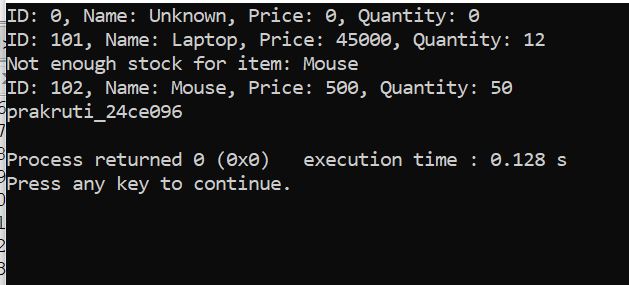 ID: 0, Name: Unknown, Price: 0, Quantity: 0
ID: 101, Name: Laptop, Price: 45000, Quantity: 12
Not enough stock for item: Mouse
ID: 102, Name: Mouse, Price: 500, Quantity: 50
prakruti_24ce096
Process returned 0 (0x0)   execution time : 0.128 s
Press any key to continue.